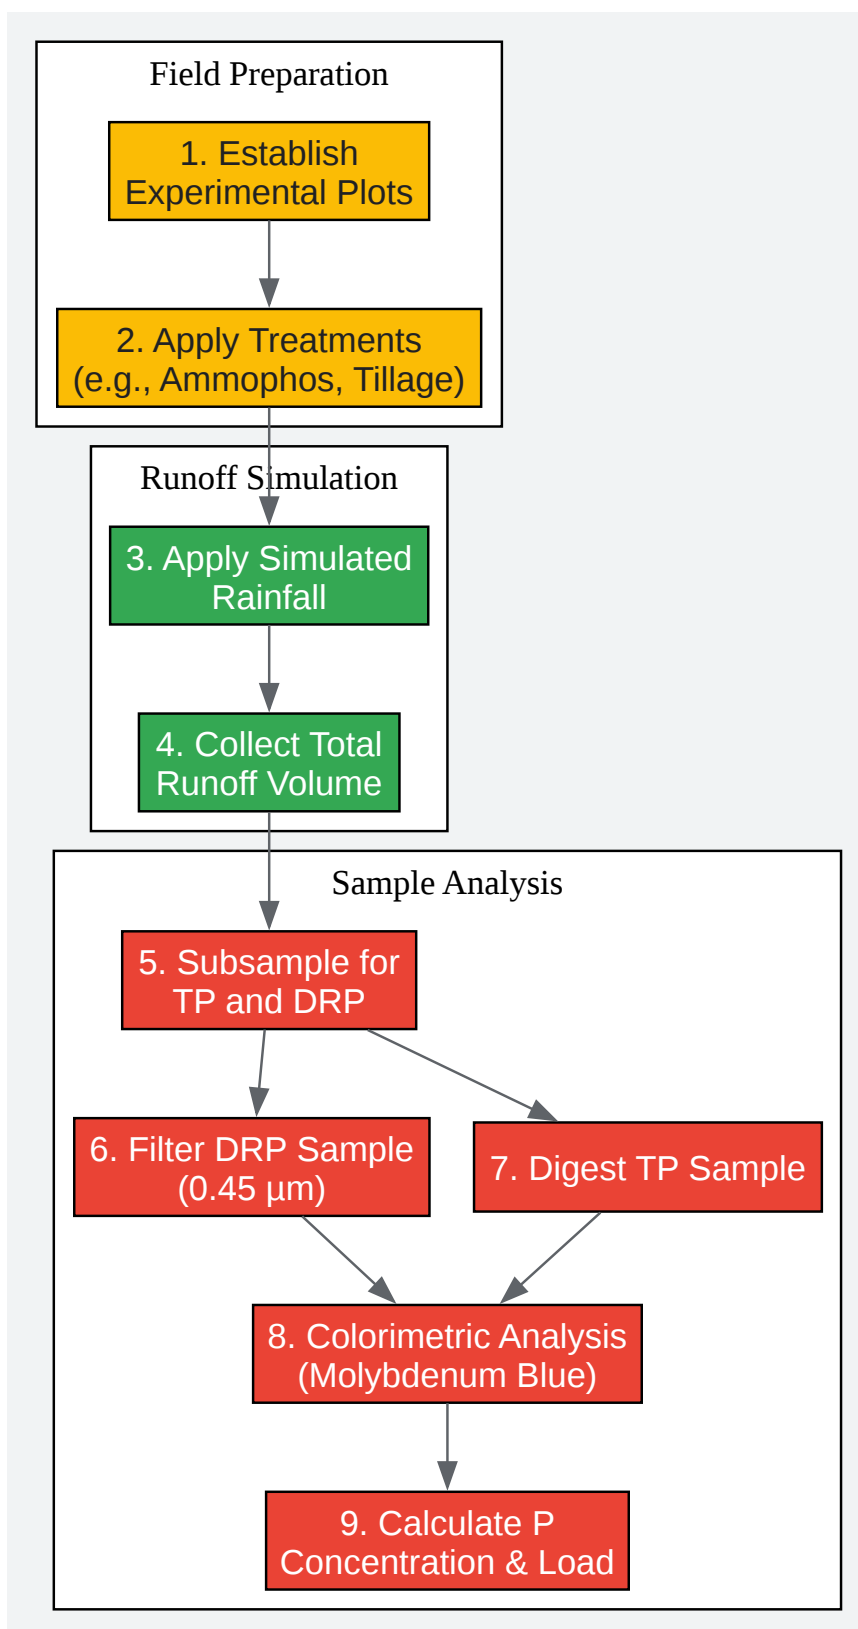 Field Preparation
1. Establish
Experimental Plots
2. Apply Treatments
(e.g., Ammophos, Tillage)
Runoff Simulation
3. Apply Simulated
Rainfall
4. Collect Total
Runoff Volume
Sample Analysis
5. Subsample for
TP and DRP
6. Filter DRP Sample
(0.45 µm)
7. Digest TP Sample
8. Colorimetric Analysis
(Molybdenum Blue)
9. Calculate P
Concentration & Load